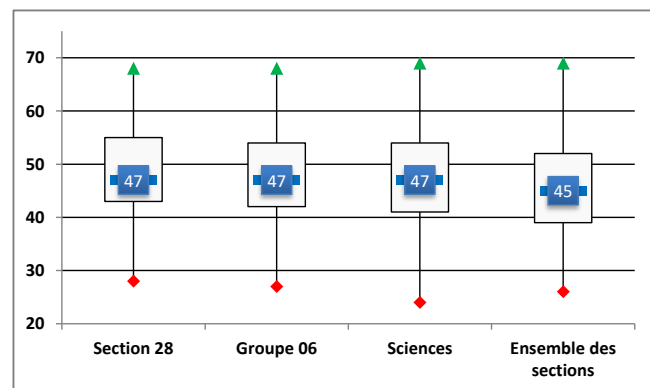 70
60
50
40
30
20
47
47
47
45
Section 28
Groupe 06
Sciences
Ensemble des
sections